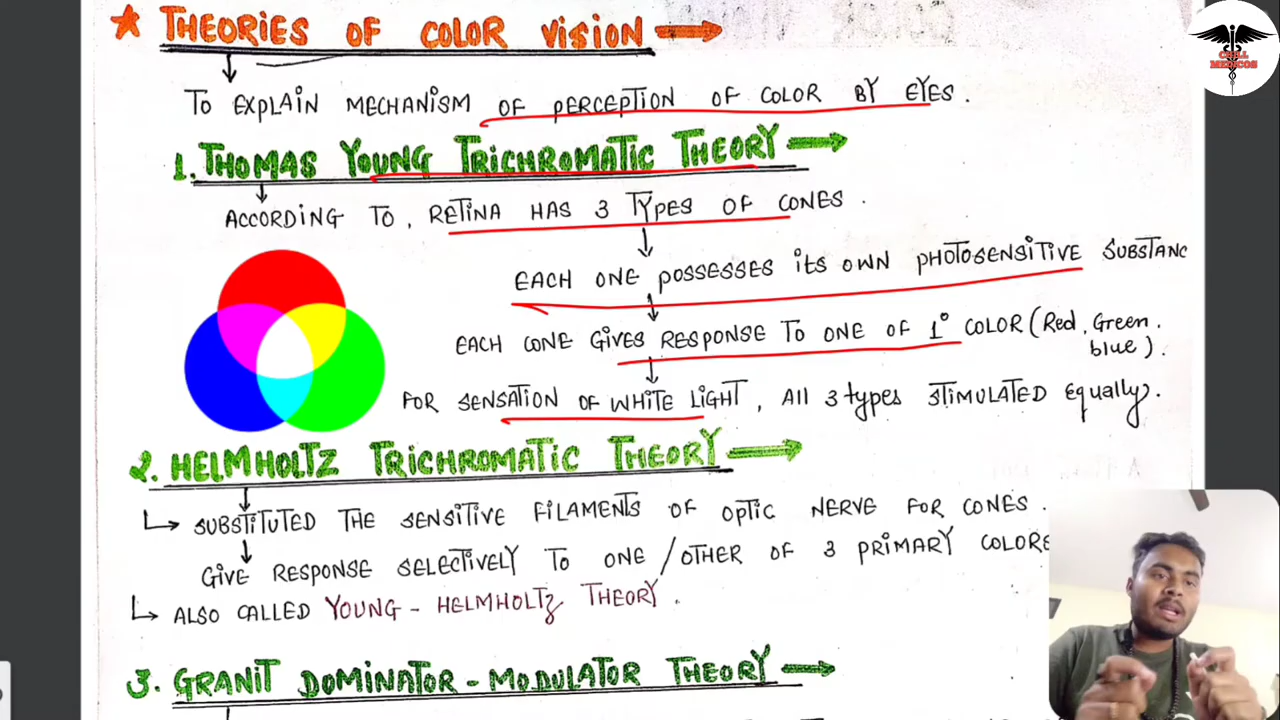 ★ THEORIES OF COLOR VISION →
TO EXPLAIN MECHANISM OF PERCEPTION OF COLOR BY EYES.
1. THOMAS YOUNG TRICHROMATIC THEORY →
ACCORDING TO, RETINA HAS 3 TYPES OF CONES.
EACH ONE POSSESSES ITS OWN PHOTOSENSITIVE SUBSTANC
EACH CONE GIVES RESPONSE TO ONE OF 1° COLOR (Red, Green.
blue).
FOR SENSATION OF WHITE LIGHT, All 3 types STIMULATED Equally.
2. HELMHOLTZ TRICHROMATIC THEORY →
↳ SUBSTITUTED THE SENSITIVE FILAMENTS OF OPTIC NERVE FOR CONES.
GIVE RESPONSE SELECTIVELY TO ONE / OTHER OF 3 PRIMARY COLORE
↳ ALSO CALLED YOUNG - HELMHOLTZ THEORY.
3. GRANIT DOMINATOR - MODULATOR THEORY →
CHILL
MEDICOS